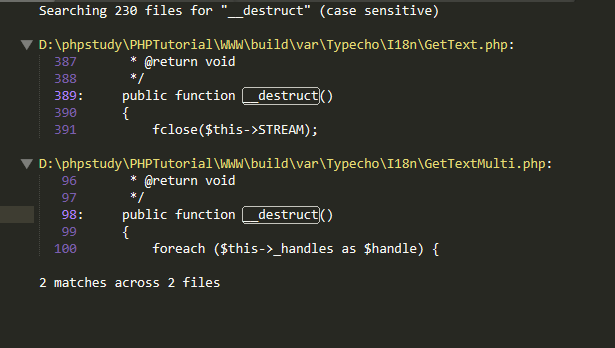 Searching 230 files for "__destruct" (case sensitive)
D:\phpstudy\PHPTutorial\WWW\build\var\Typecho\I18n\GetText.php:
387 * @return void
388 */
389: public function __destruct()
390 {
391 fclose($this->STREAM);
D:\phpstudy\PHPTutorial\WWW\build\var\Typecho\I18n\GetTextMulti.php:
96 * @return void
97 */
98: public function __destruct()
99 {
100 foreach ($this->_handles as $handle) {
2 matches across 2 files